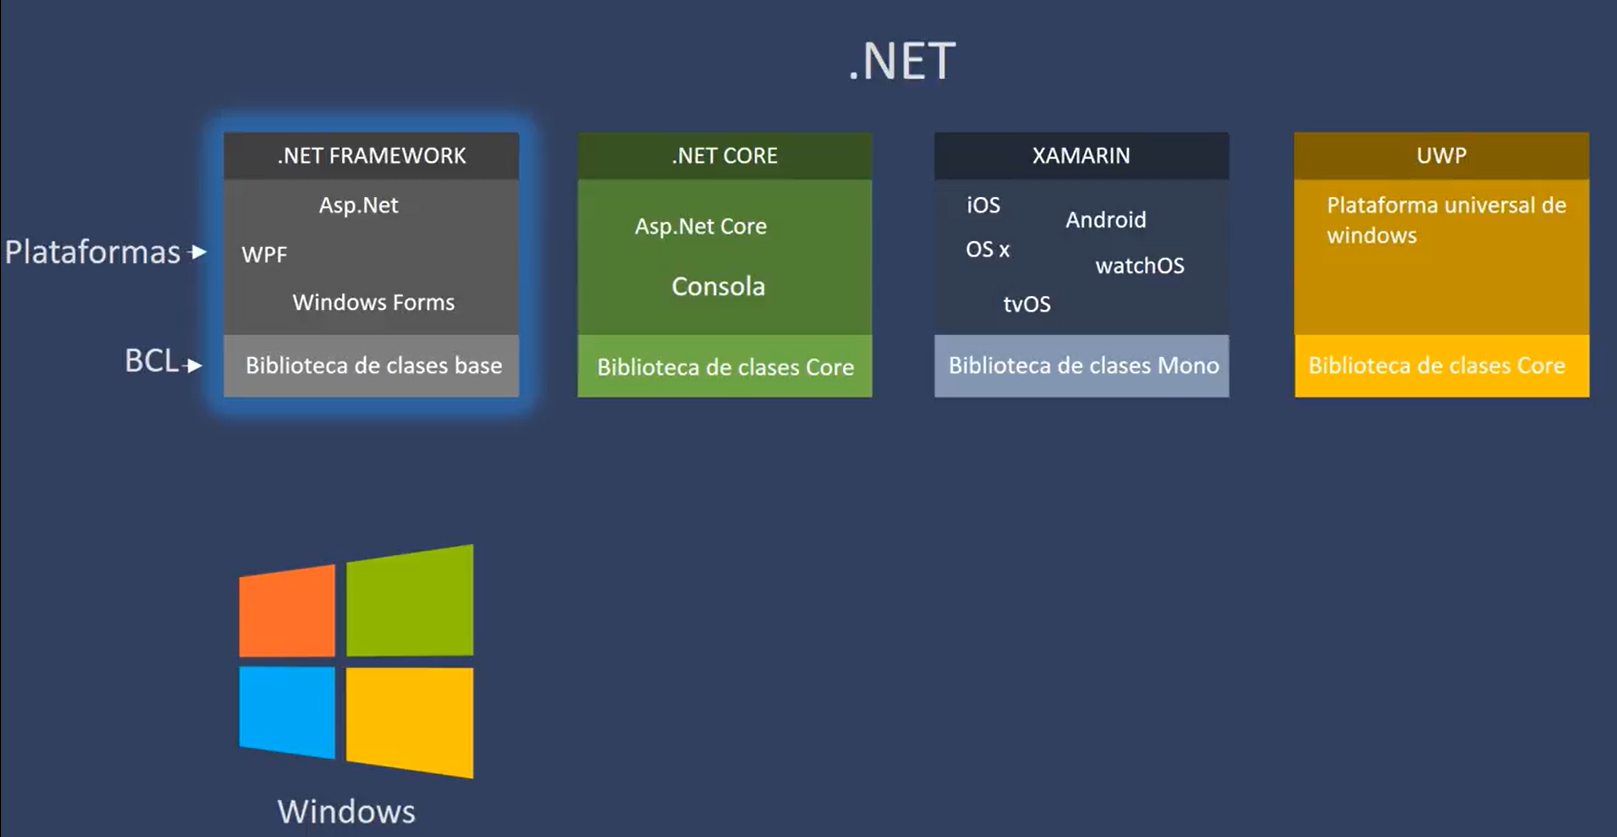 .NET
Plataformas
BCL
.NET FRAMEWORK
Asp.Net
WPF
Windows Forms
Biblioteca de clases base
.NET CORE
Asp.Net Core
Consola
Biblioteca de clases Core
XAMARIN
iOS
Android
OS x
watchOS
tvOS
Biblioteca de clases Mono
UWP
Plataforma universal de
windows
Biblioteca de clases Core
Windows